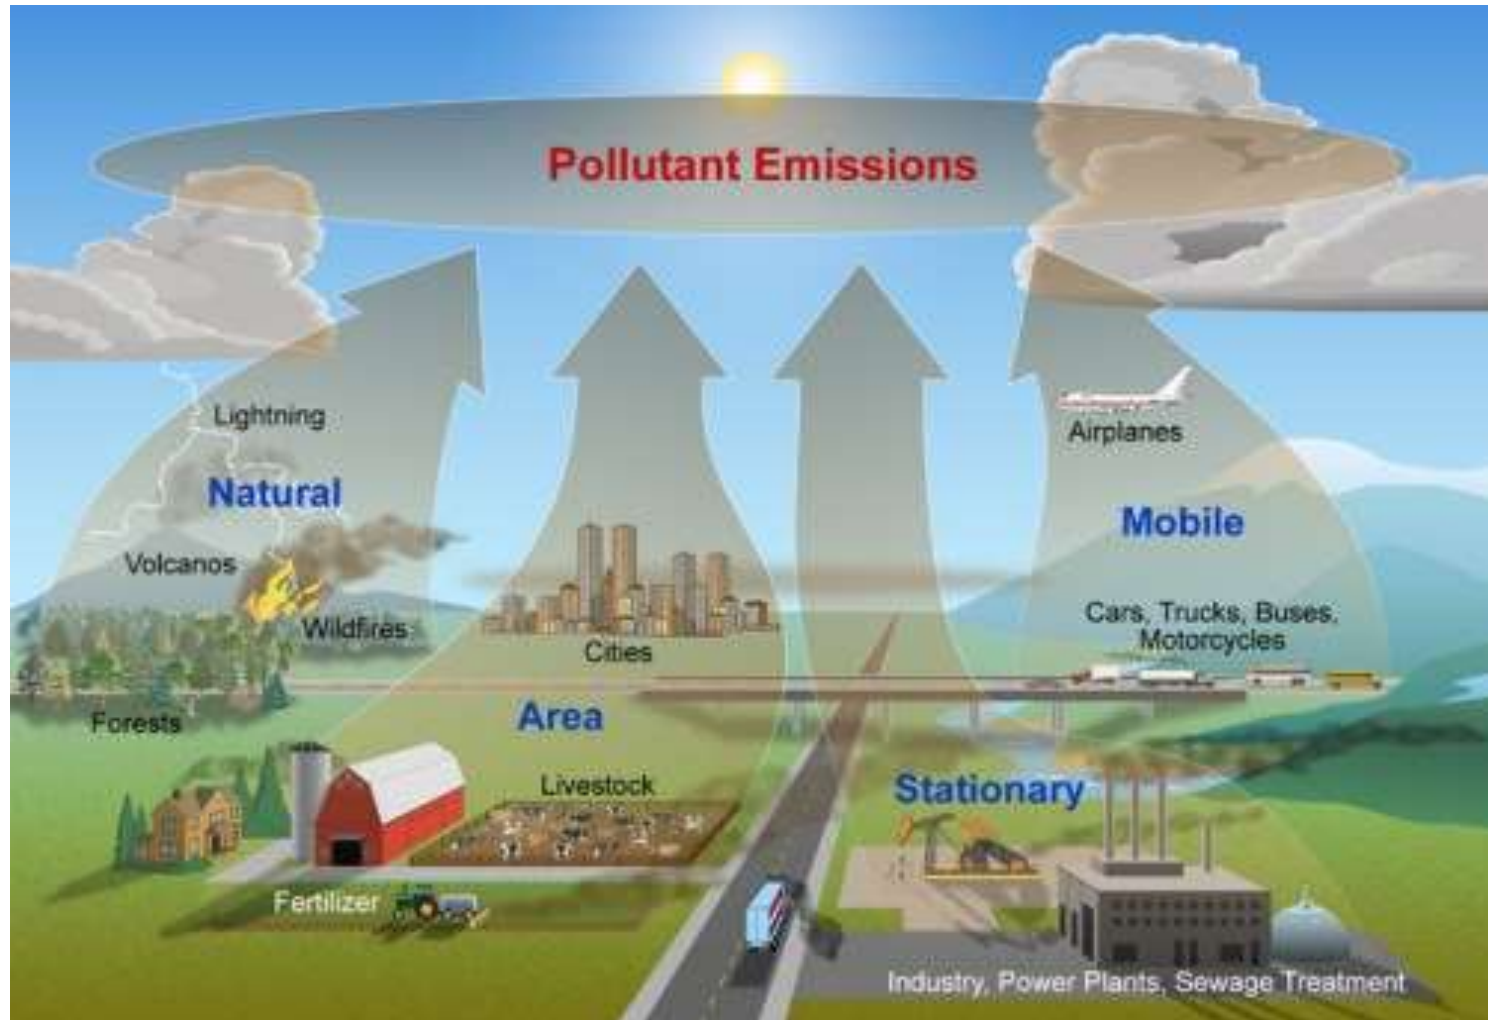 Pollutant Emissions
Lightning
Natural
Volcanos
Wildfires
Forests
Cities
Area
Livestock
Fertilizer
Airplanes
Mobile
Cars, Trucks, Buses,
Motorcycles
Stationary
Industry, Power Plants, Sewage Treatment